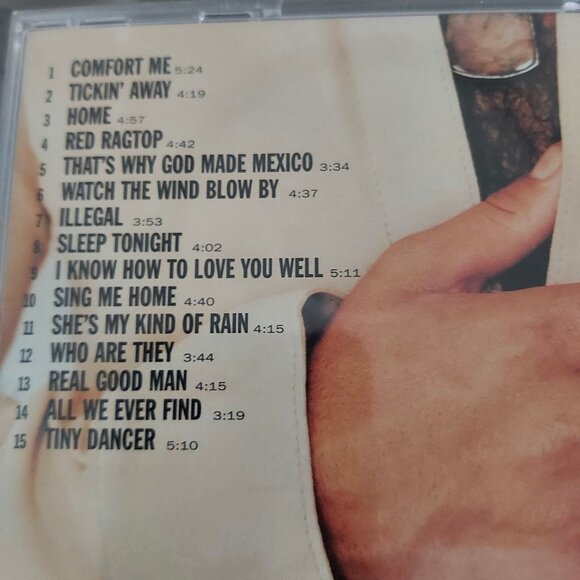 1 COMFORT ME 5:24
2 TICKIN' AWAY 4:19
3 HOME 4:57
4 RED RAGTOP 4:42
5 THAT'S WHY GOD MADE MEXICO 3:34
6 WATCH THE WIND BLOW BY 4:37
7 ILLEGAL 3:53
8 SLEEP TONIGHT 4:02
9 I KNOW HOW TO LOVE YOU WELL 5:11
10 SING ME HOME 4:40
11 SHE'S MY KIND OF RAIN 4:15
12 WHO ARE THEY 3:44
13 REAL GOOD MAN 4:15
14 ALL WE EVER FIND 3:19
15 TINY DANCER 5:10